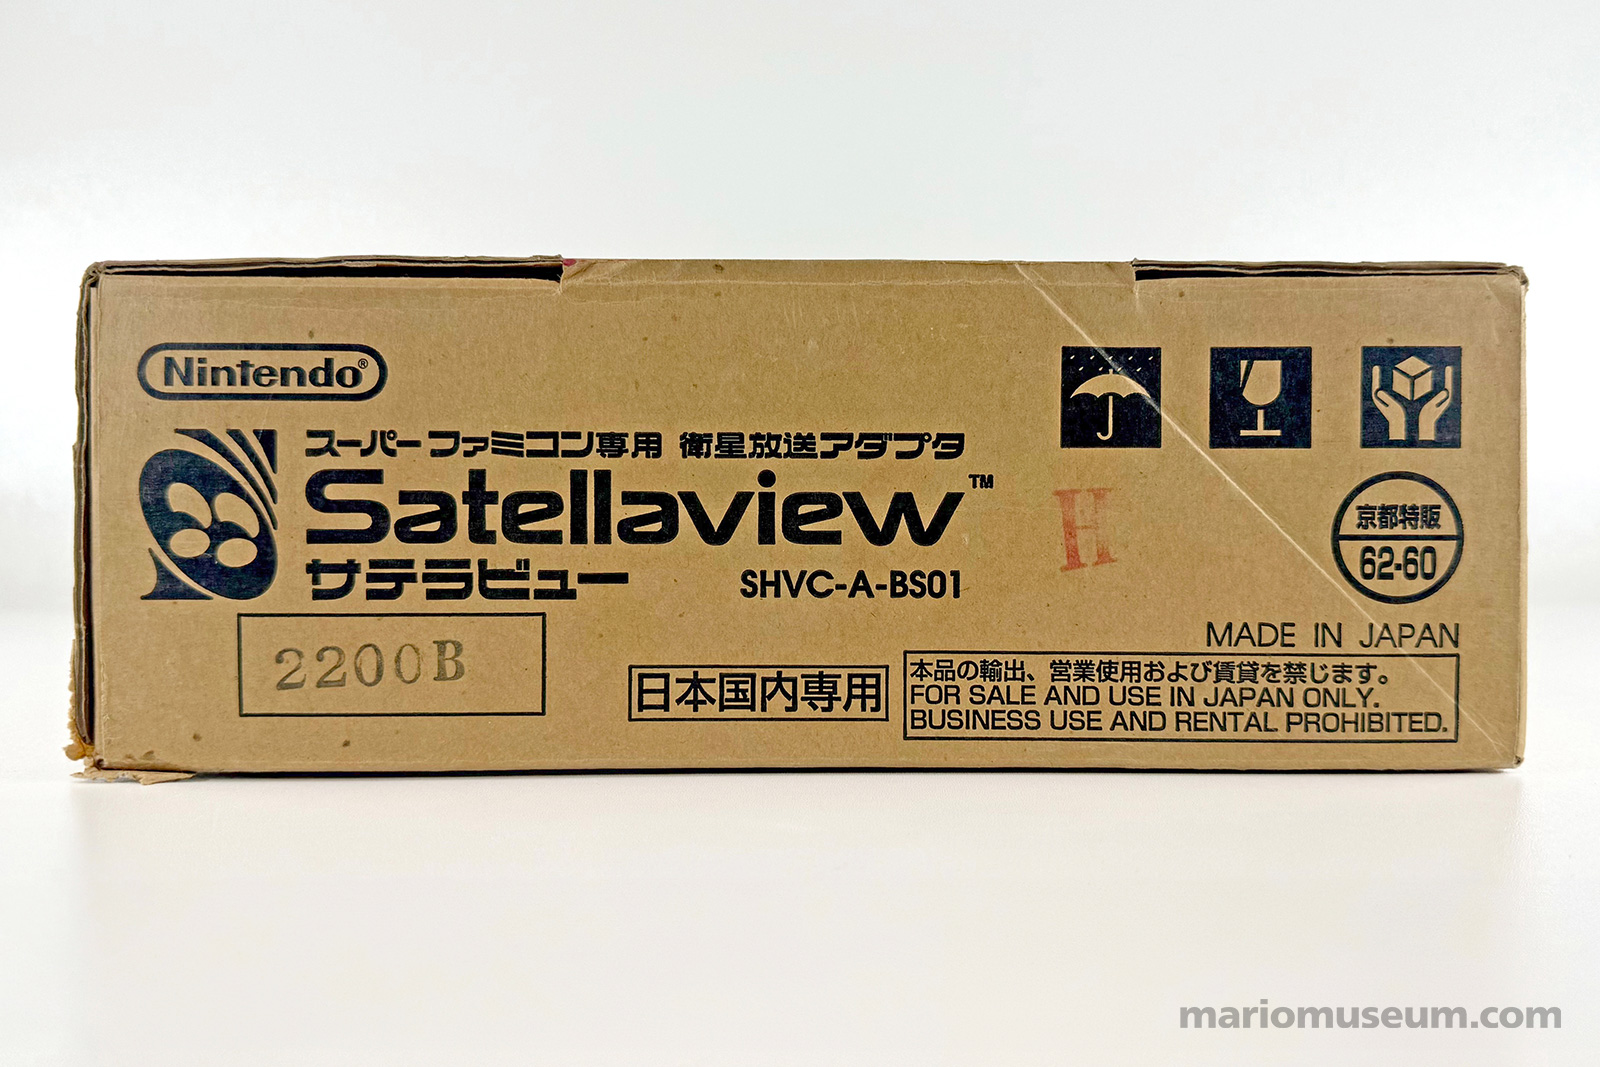 Nintendo®
スーパーファミコン専用 衛星放送アダプタ
Satellaview™
サテラビュー SHVC-A-BS01
H
京都特販
62-60
2200B
MADE IN JAPAN
日本国内専用
本品の輸出、営業使用および賃貸を禁じます。
FOR SALE AND USE IN JAPAN ONLY.
BUSINESS USE AND RENTAL PROHIBITED.
mariomuseum.com